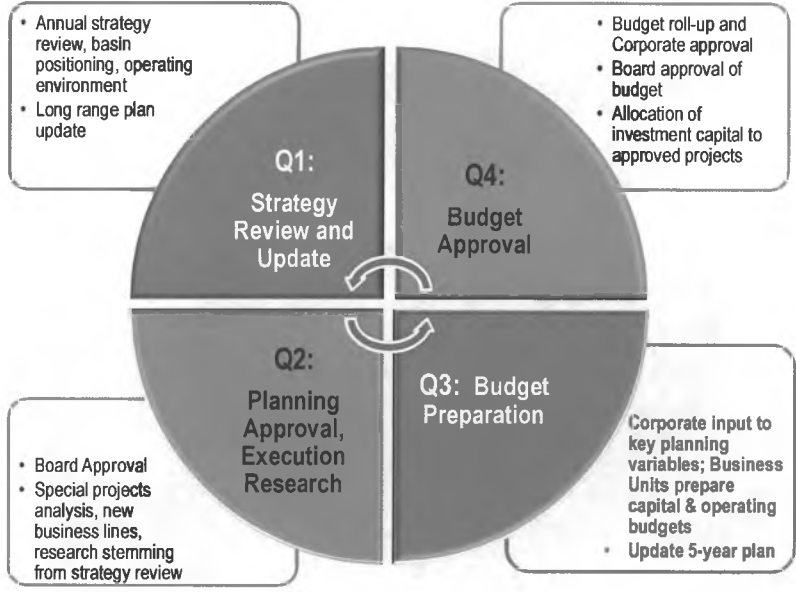 • Annual strategy
review, basin
positioning, operating
environment
• Long range plan
update
Q1:
Strategy
Review and
Update
• Budget roll-up and
Corporate approval
• Board approval of
budget
• Allocation of
investment capital to
approved projects
Q4:
Budget
Approval
Q2:
Planning
Approval,
Execution
Research
• Board Approval
• Special projects
analysis, new
business lines,
research stemming
from strategy review
Q3: Budget
Preparation
Corporate input to
key planning
variables; Business
Units prepare
capital & operating
budgets
• Update 5-year plan